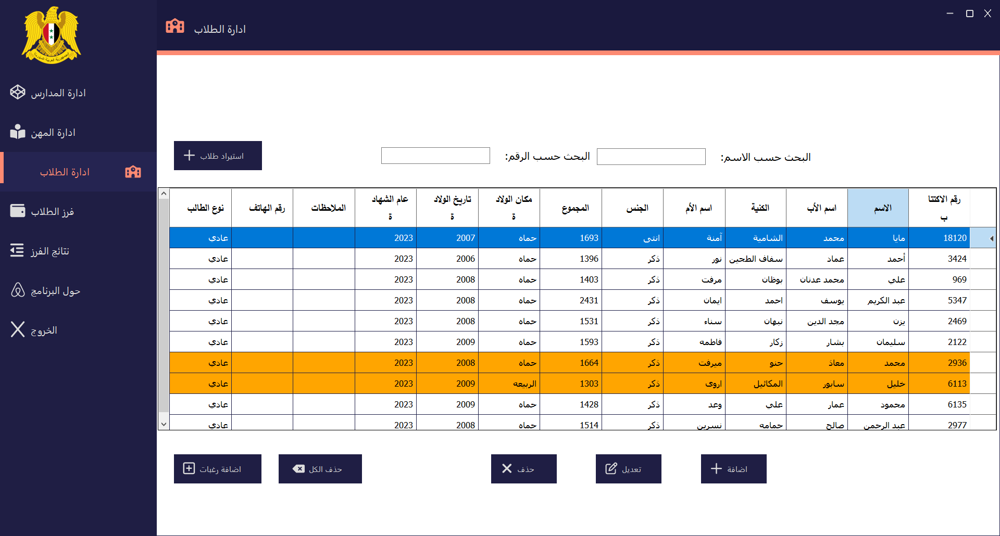 الجمهورية العربية السورية
ادارة المدارس
ادارة المهن
ادارة الطلاب
فرز الطلاب
نتائج الفرز
حول البرنامج
الخروج
ادارة الطلاب
البحث حسب الاسم:
البحث حسب الرقم:
استيراد طلاب
رقم الاكتتاب الاسم اسم الأب الكنية اسم الأم الجنس المجموع مكان الولادة تاريخ الولادة عام الشهادة الملاحظات رقم الهاتف نوع الطالب
18120 مايا محمد الشامية آمنة انثى 1693 حماه 2007 2023 عادي
3424 أحمد عماد سفاف الطحين نور ذكر 1396 حماه 2006 2023 عادي
969 علي محمد عدنان بوظان مرفت ذكر 1403 حماه 2008 2023 عادي
5347 عبد الكريم يوسف احمد ايمان ذكر 2431 حماه 2008 2023 عادي
2469 يزن مجد الدين نبهان سناء ذكر 1531 حماه 2008 2023 عادي
2122 سليمان بشار زكار فاطمه ذكر 1593 حماه 2009 2023 عادي
2936 محمد معاذ حنو ميرفت ذكر 1664 حماه 2008 2023 عادي
6113 خليل سابور المكائيل اروى ذكر 1303 الربيعه 2009 2023 عادي
6135 محمود عمار علي وعد ذكر 1428 حماه 2009 2023 عادي
2977 عبد الرحمن صالح حمامه نسرين ذكر 1514 حماه 2008 2023 عادي
اضافة
تعديل
حذف
حذف الكل
اضافة رغبات